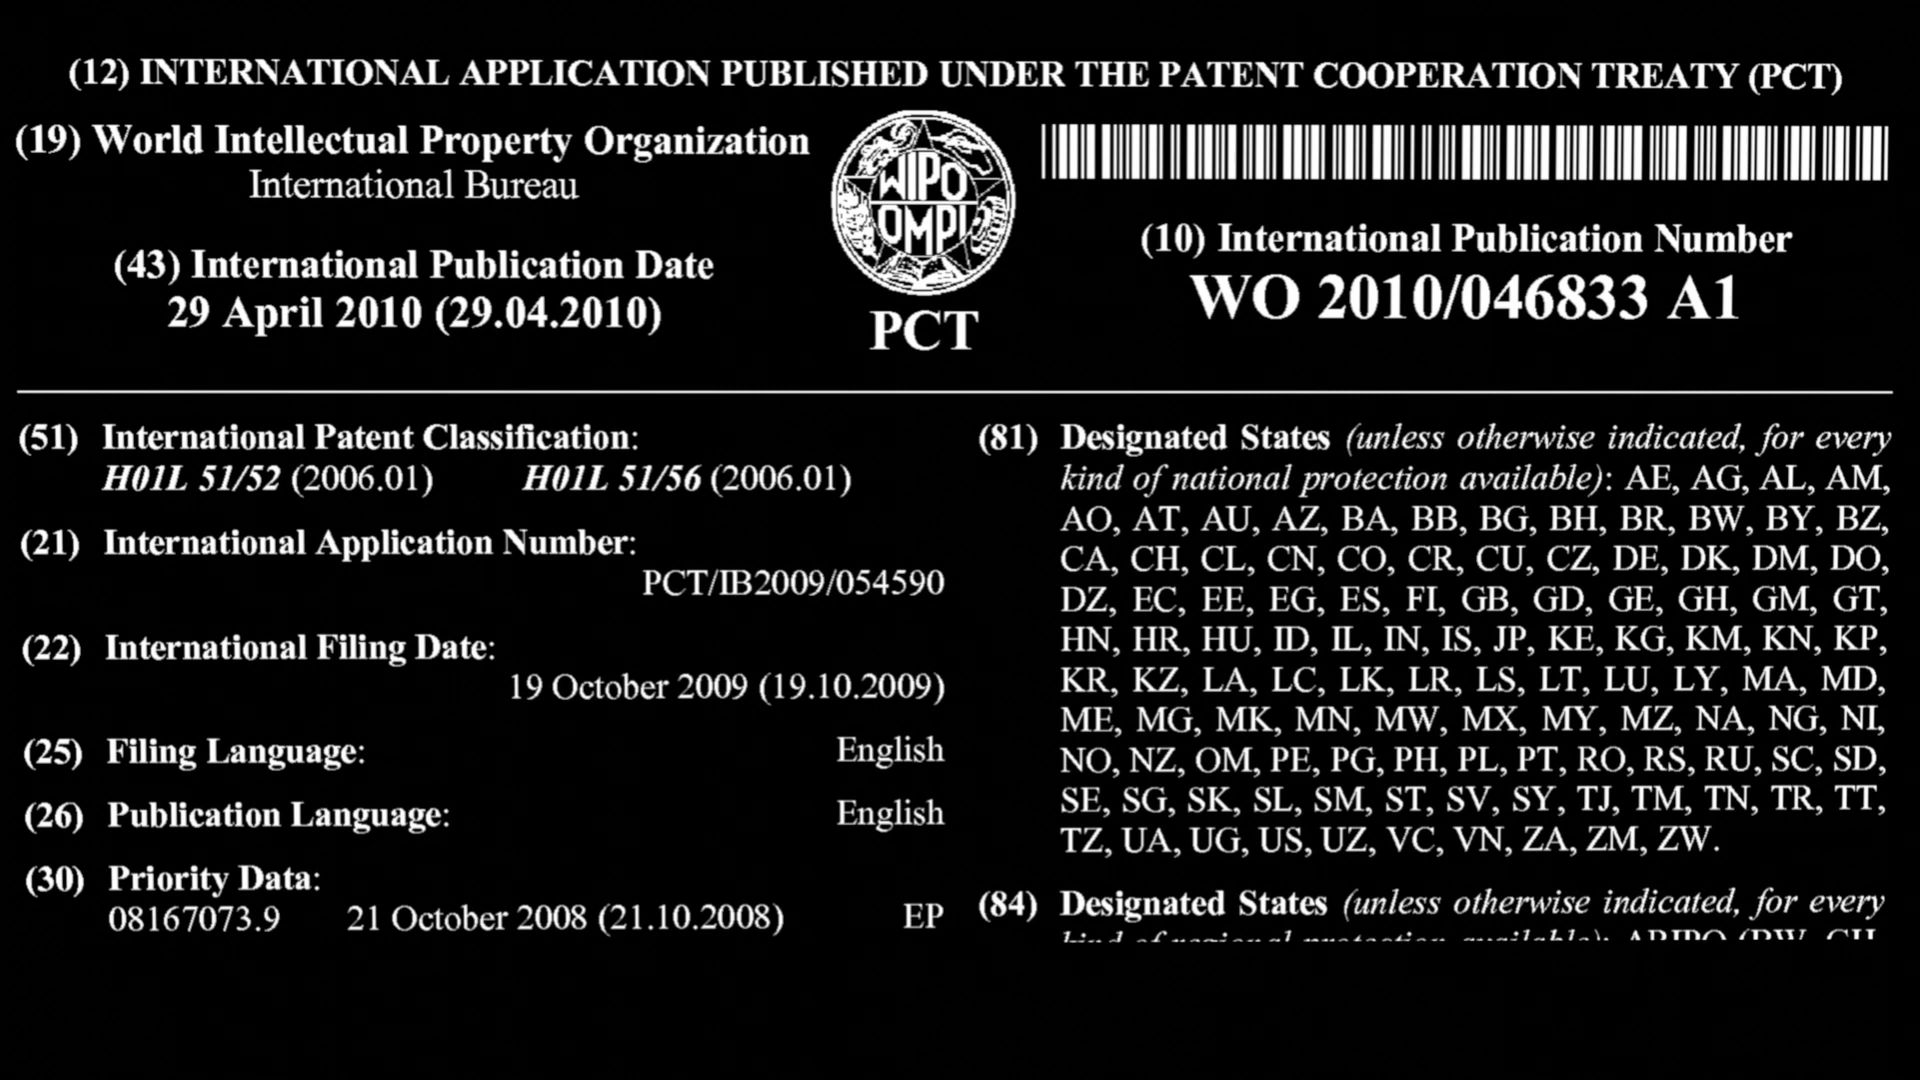 (12) INTERNATIONAL APPLICATION PUBLISHED UNDER THE PATENT COOPERATION TREATY (PCT)
(19) World Intellectual Property Organization
International Bureau
WIPO
OMPI
PCT
(43) International Publication Date
29 April 2010 (29.04.2010)
(10) International Publication Number
WO 2010/046833 A1
(51) International Patent Classification:
H01L 51/52 (2006.01) H01L 51/56 (2006.01)
(21) International Application Number:
PCT/IB2009/054590
(22) International Filing Date:
19 October 2009 (19.10.2009)
(25) Filing Language: English
(26) Publication Language: English
(30) Priority Data:
08167073.9 21 October 2008 (21.10.2008) EP
(81) Designated States (unless otherwise indicated, for every
kind of national protection available): AE, AG, AL, AM,
AO, AT, AU, AZ, BA, BB, BG, BH, BR, BW, BY, BZ,
CA, CH, CL, CN, CO, CR, CU, CZ, DE, DK, DM, DO,
DZ, EC, EE, EG, ES, FI, GB, GD, GE, GH, GM, GT,
HN, HR, HU, ID, IL, IN, IS, JP, KE, KG, KM, KN, KP,
KR, KZ, LA, LC, LK, LR, LS, LT, LU, LY, MA, MD,
ME, MG, MK, MN, MW, MX, MY, MZ, NA, NG, NI,
NO, NZ, OM, PE, PG, PH, PL, PT, RO, RS, RU, SC, SD,
SE, SG, SK, SL, SM, ST, SV, SY, TJ, TM, TN, TR, TT,
TZ, UA, UG, US, UZ, VC, VN, ZA, ZM, ZW.
(84) Designated States (unless otherwise indicated, for every
kind of regional protection available): ARIPO (BW, GH,